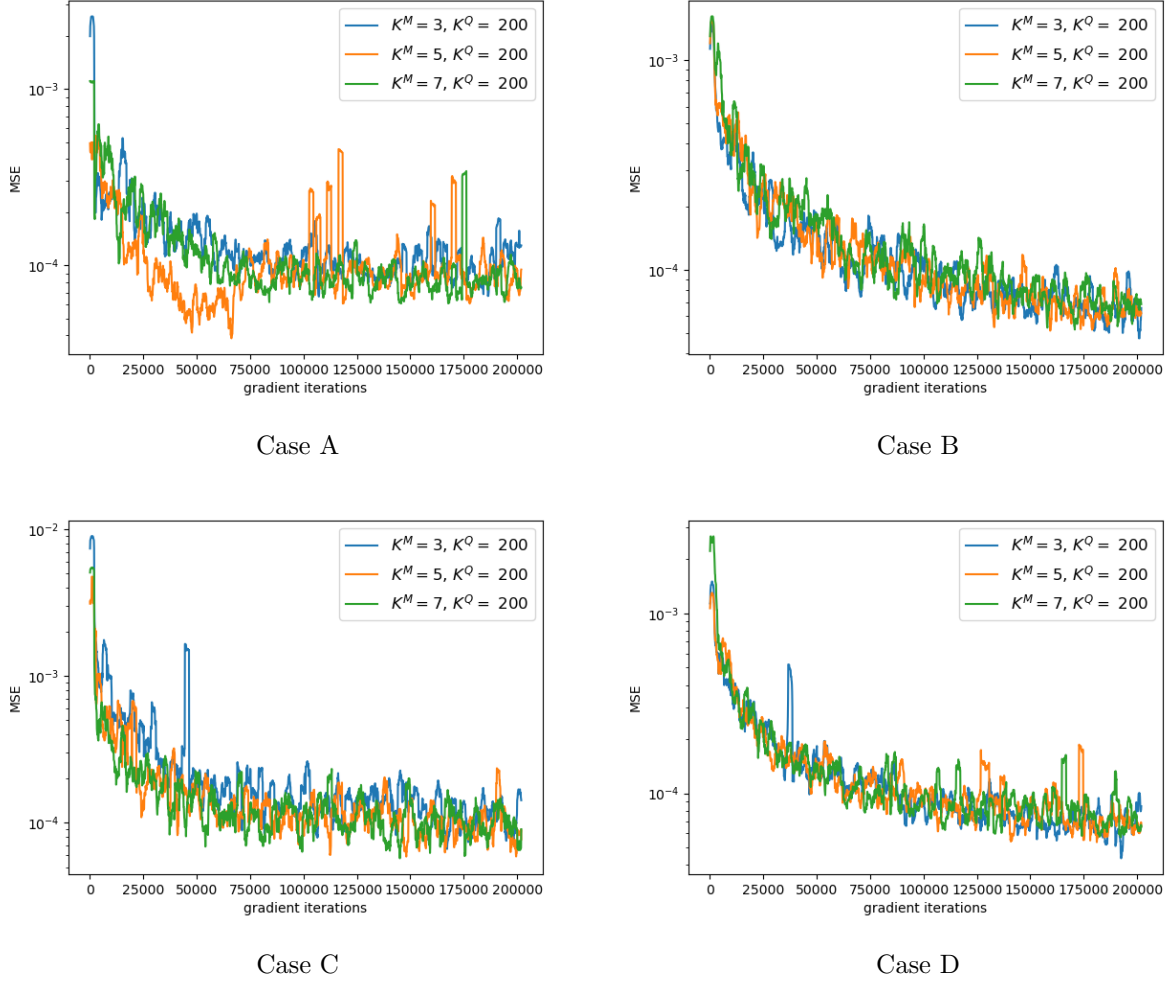 K^M = 3, K^Q = 200
K^M = 5, K^Q = 200
K^M = 7, K^Q = 200
10^{-3}
10^{-4}
MSE
0 25000 50000 75000 100000 125000 150000 175000 200000
gradient iterations
Case A
K^M = 3, K^Q = 200
K^M = 5, K^Q = 200
K^M = 7, K^Q = 200
10^{-3}
10^{-4}
MSE
0 25000 50000 75000 100000 125000 150000 175000 200000
gradient iterations
Case B
10^{-2}
K^M = 3, K^Q = 200
K^M = 5, K^Q = 200
K^M = 7, K^Q = 200
10^{-3}
10^{-4}
MSE
0 25000 50000 75000 100000 125000 150000 175000 200000
gradient iterations
Case C
K^M = 3, K^Q = 200
K^M = 5, K^Q = 200
K^M = 7, K^Q = 200
10^{-3}
10^{-4}
MSE
0 25000 50000 75000 100000 125000 150000 175000 200000
gradient iterations
Case D